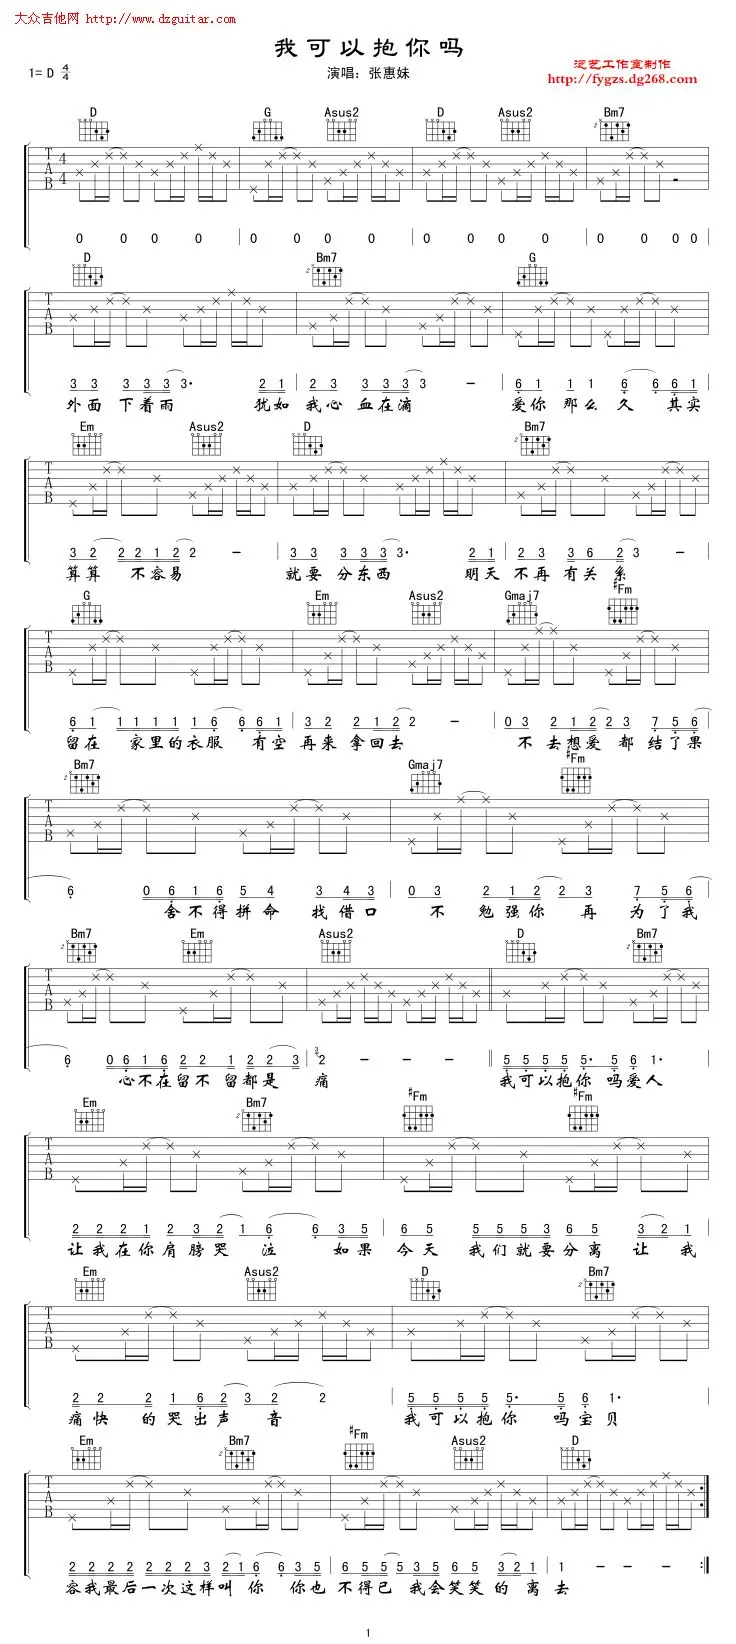 大众吉他网 http://www.dzguitar.com
我可以抱你吗
1= D 4/4
演唱：张惠妹
泛艺工作室制作
http://fygzs.dg268.com
D G Asus2 D Asus2 Bm7
T A B 4/4
0 0 0 0 | 0 0 0 0 | 0 0 0 0 | 0 0 0 0 |
D Bm7 G
T A B
3 3 3 3 3 3 3· 2 1 | 2 3 3 3 3 3 3 - | 6 1 1 1 6 6 6 1 |
外面 下着雨 犹如 我心 血在滴 爱你 那么久 其实
Em Asus2 D Bm7
T A B
3 2 2 2 1 2 2 - | 3 3 3 3 3 3 3· 2 1 | 2 3 3 6 2 3 - |
算算 不容易 就要 分东西 明天 不再 有关系
G Em Asus2 Gmaj7 #Fm
T A B
6 1 1 1 1 1 1 6 6 6 1 | 3 2 2 1 2 2 - | 0 3 2 1 2 2 3 7 5 6 |
留在 家里的衣服 有空 再来 拿回去 不去想爱都结了果
Bm7 Gmaj7 #Fm
T A B
6 0 6 1 6 5 4 3 4 3 | 0 3 2 1 2 2 3 7 5 6 |
舍不得拼命 找借口 不 勉强你 再 为了我
Bm7 Em Asus2 D Bm7
T A B
6 0 6 1 6 2 2 1 2 2 3 | 3 2 - - - || 5 5 5 5 5· 5 6 1· |
心不在留不 留都是 痛 我可以抱你 吗爱人
Em Bm7 #Fm #Fm
T A B
2 2 2 1 2 3 2 1 6 6 3 5 | 6 5 5 5 5 5 5 5 3 2 1 |
让我在你肩膀哭 泣 如果 今天 我们就要分离 让 我
Em Asus2 D Bm7
T A B
2 2 2 1 6 2 3 2 2 | 5 5 5 5 5· 5 6 1· |
痛快 的哭出声 音 我可以抱你 吗宝贝
Em Bm7 #Fm Asus2 D
T A B
2 2 2 2 2 2 2 3 2 1 6 6 3 5 | 5 5 5 5 5 6 5 3 2 1 | 1 - - - :||
容我最后一次这样叫 你 你也 不得已 我会笑笑的 离去
1